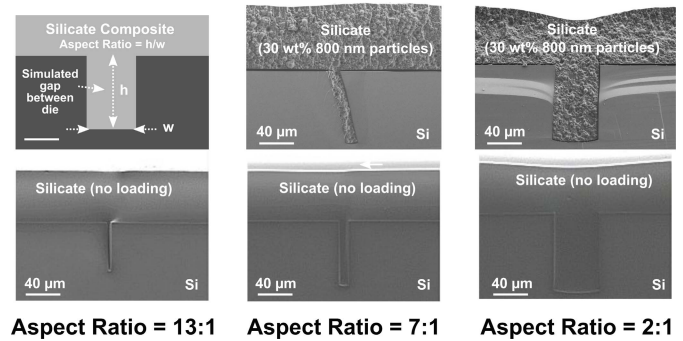 Silicate Composite
Aspect Ratio = h/w
Simulated
gap
between
die
h
w
Silicate
(30 wt% 800 nm particles)
40 µm
Si
Silicate
(30 wt% 800 nm particles)
40 µm
Si
Silicate (no loading)
40 µm
Si
Silicate (no loading)
40 µm
Si
Silicate (no loading)
40 µm
Si
Aspect Ratio = 13:1
Aspect Ratio = 7:1
Aspect Ratio = 2:1